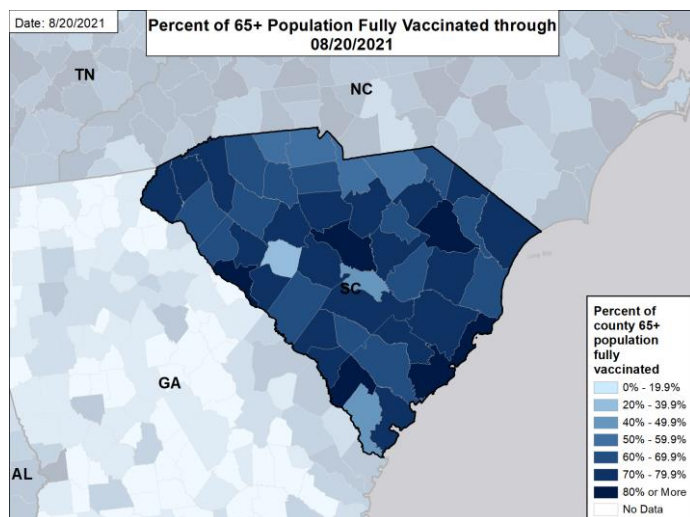 Date: 8/20/2021
Percent of 65+ Population Fully Vaccinated through
08/20/2021
TN
NC
SC
GA
AL
Percent of
county 65+
population
fully
vaccinated
0% - 19.9%
20% - 39.9%
40% - 49.9%
50% - 59.9%
60% - 69.9%
70% - 79.9%
80% or More
No Data